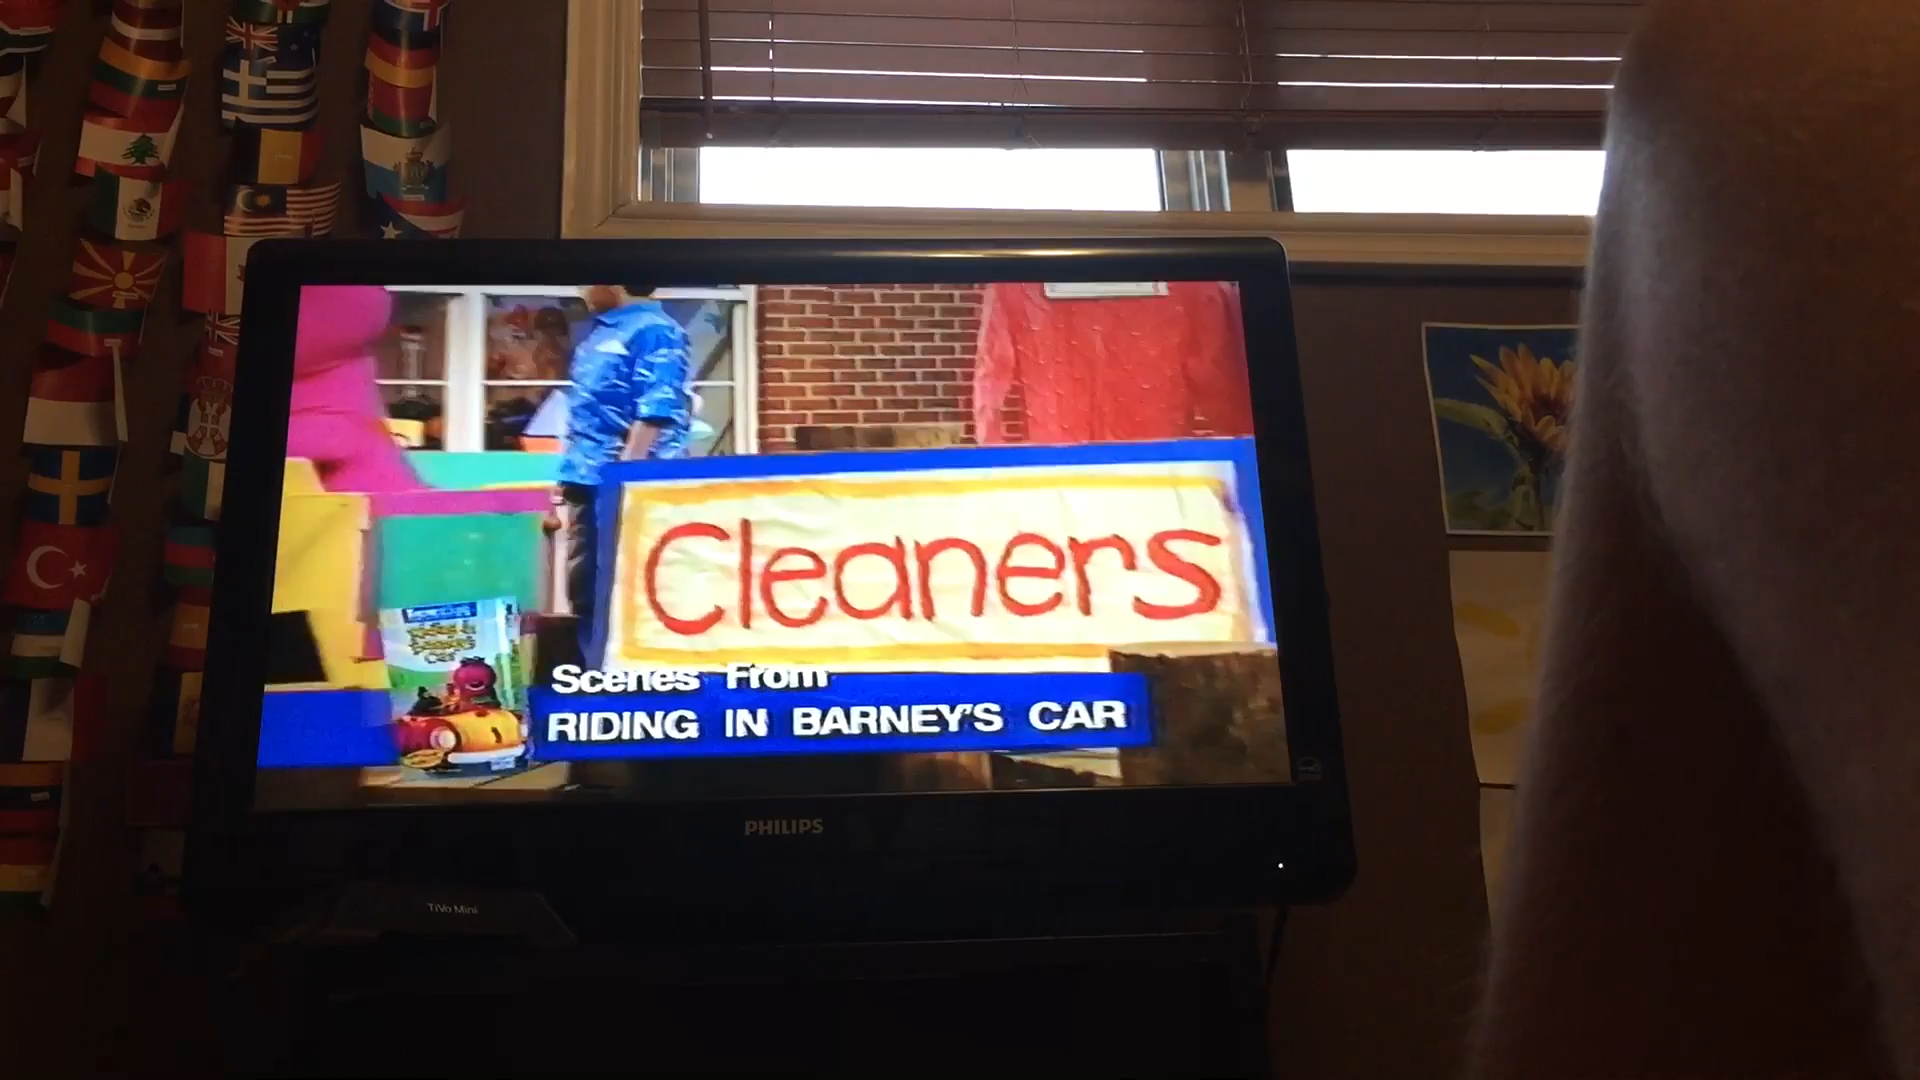 Cleaners
Scenes From
RIDING IN BARNEY'S CAR
PHILIPS
TiVo Mini